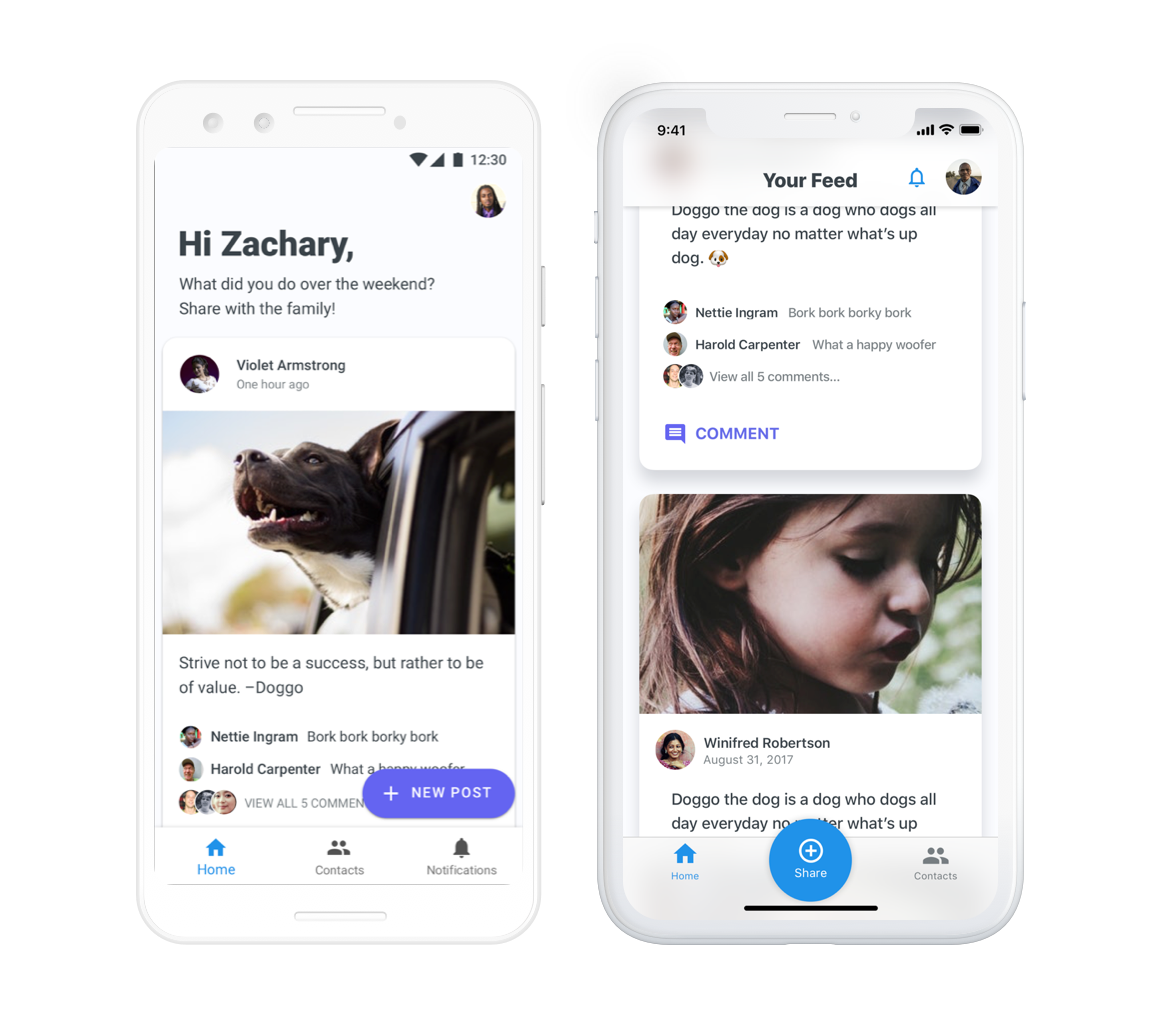 12:30
Hi Zachary,
What did you do over the weekend?
Share with the family!
Violet Armstrong
One hour ago
Strive not to be a success, but rather to be
of value. –Doggo
Nettie Ingram Bork bork borky bork
Harold Carpenter What a happy woofer
VIEW ALL 5 COMMEN
+ NEW POST
Home Contacts Notifications
9:41
Your Feed
Doggo the dog is a dog who dogs all
day everyday no matter what’s up
dog. 🐶
Nettie Ingram Bork bork borky bork
Harold Carpenter What a happy woofer
View all 5 comments...
COMMENT
Winifred Robertson
August 31, 2017
Doggo the dog is a dog who dogs all
day everyday no matter what’s up
Home Share Contacts